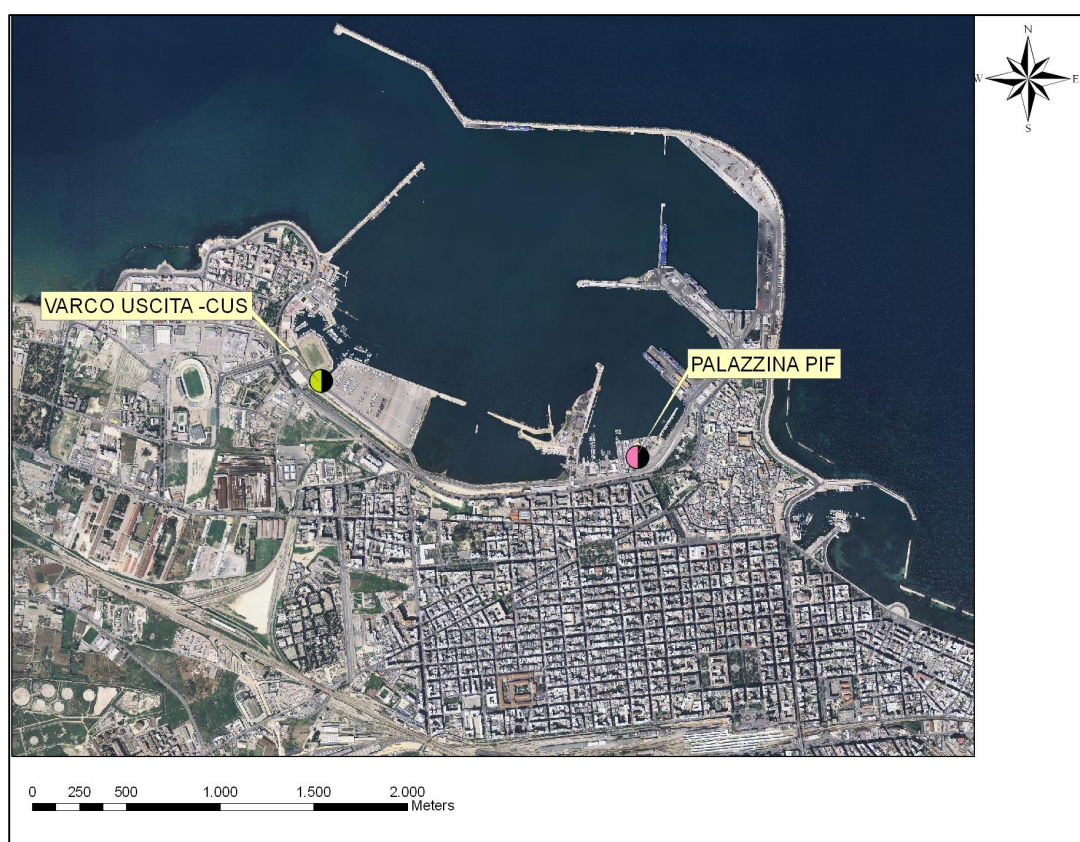 N
W E
S
VARCO USCITA -CUS
PALAZZINA PIF
0 250 500 1.000 1.500 2.000
Meters